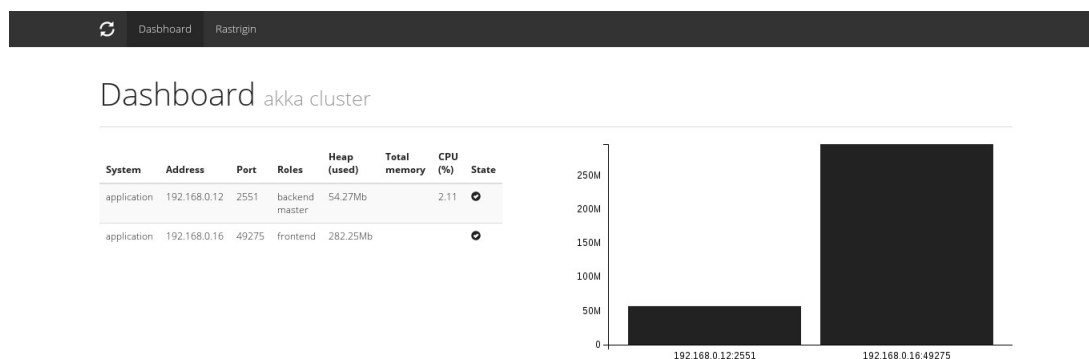 Dasbhoard Rastrigin
Dashboard akka cluster
System Address Port Roles Heap (used) Total memory CPU (%) State
application 192.168.0.12 2551 backend master 54.27Mb 2.11
application 192.168.0.16 49275 frontend 282.25Mb
250M
200M
150M
100M
50M
0
192.168.0.12:2551 192.168.0.16:49275